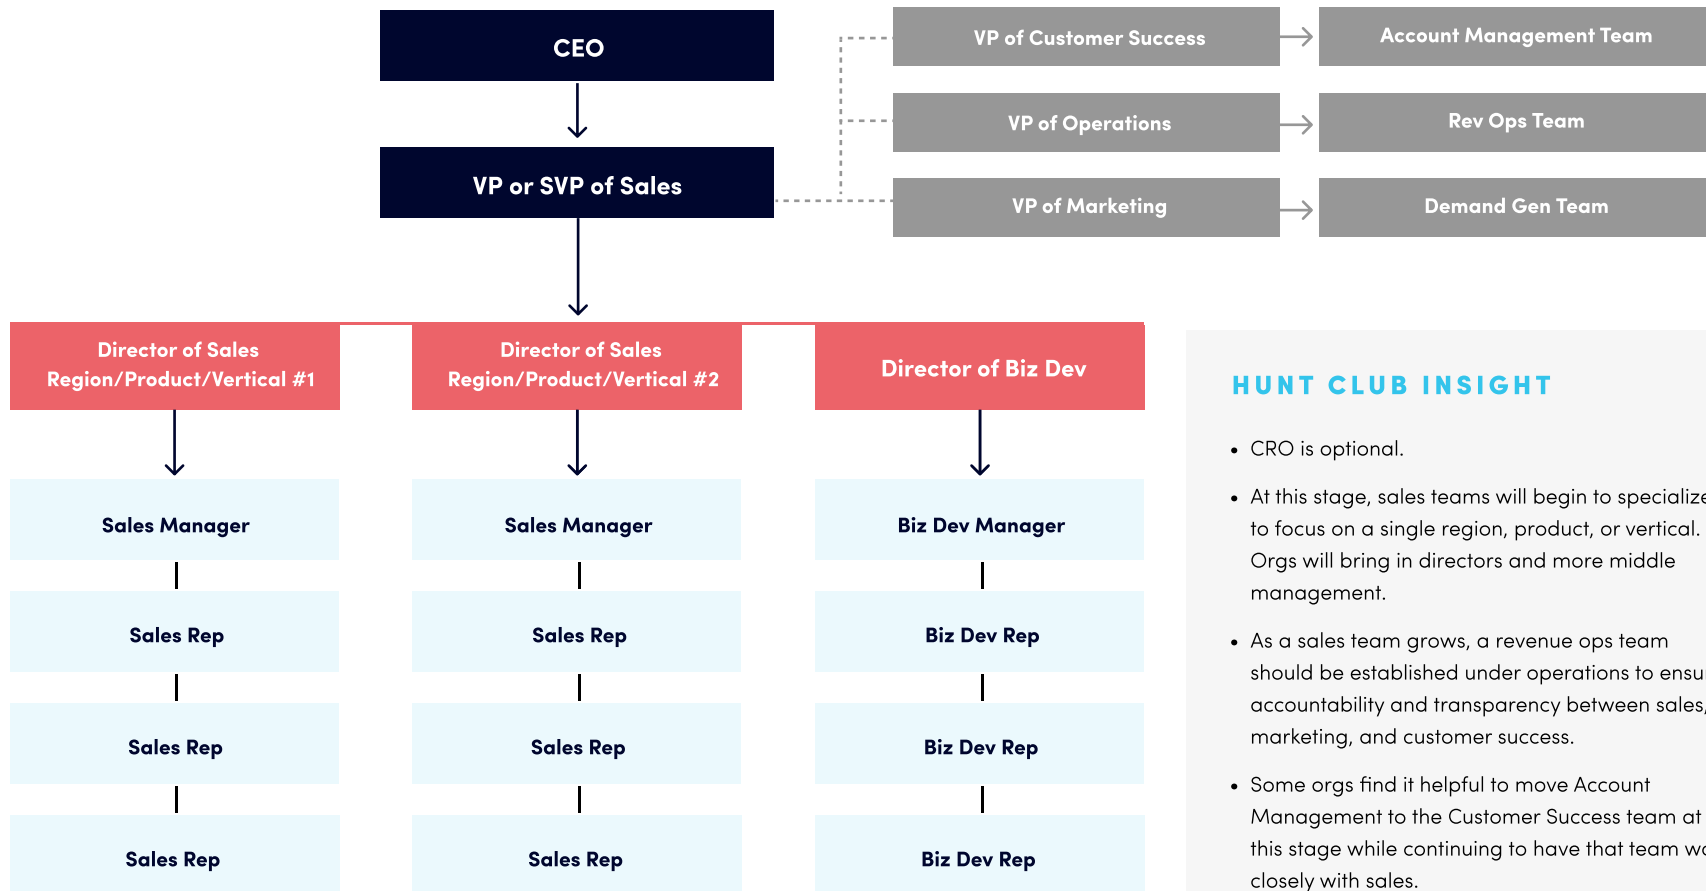 CEO
VP or SVP of Sales
VP of Customer Success
Account Management Team
VP of Operations
Rev Ops Team
VP of Marketing
Demand Gen Team
Director of Sales
Region/Product/Vertical #1
Director of Sales
Region/Product/Vertical #2
Director of Biz Dev
Sales Manager
Sales Rep
Sales Rep
Sales Rep
Sales Manager
Sales Rep
Sales Rep
Sales Rep
Biz Dev Manager
Biz Dev Rep
Biz Dev Rep
Biz Dev Rep
HUNT CLUB INSIGHT
• CRO is optional.
• At this stage, sales teams will begin to specialize
to focus on a single region, product, or vertical.
Orgs will bring in directors and more middle
management.
• As a sales team grows, a revenue ops team
should be established under operations to
accountability and transparency between sales,
marketing, and customer success.
• Some orgs find it helpful to move Account
Management to the Customer Success team at
this stage while continuing to have that team
closely with sales.